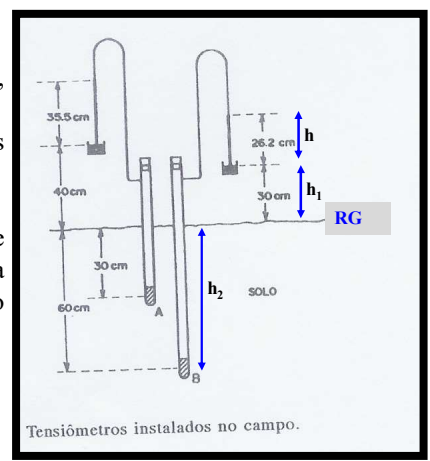 ,
s
e
a
o
35.5 cm
26.2 cm
h
40cm
30 cm
h1
RG
30 cm
h2
SOLO
60cm
A
B
Tensiômetros instalados no campo.